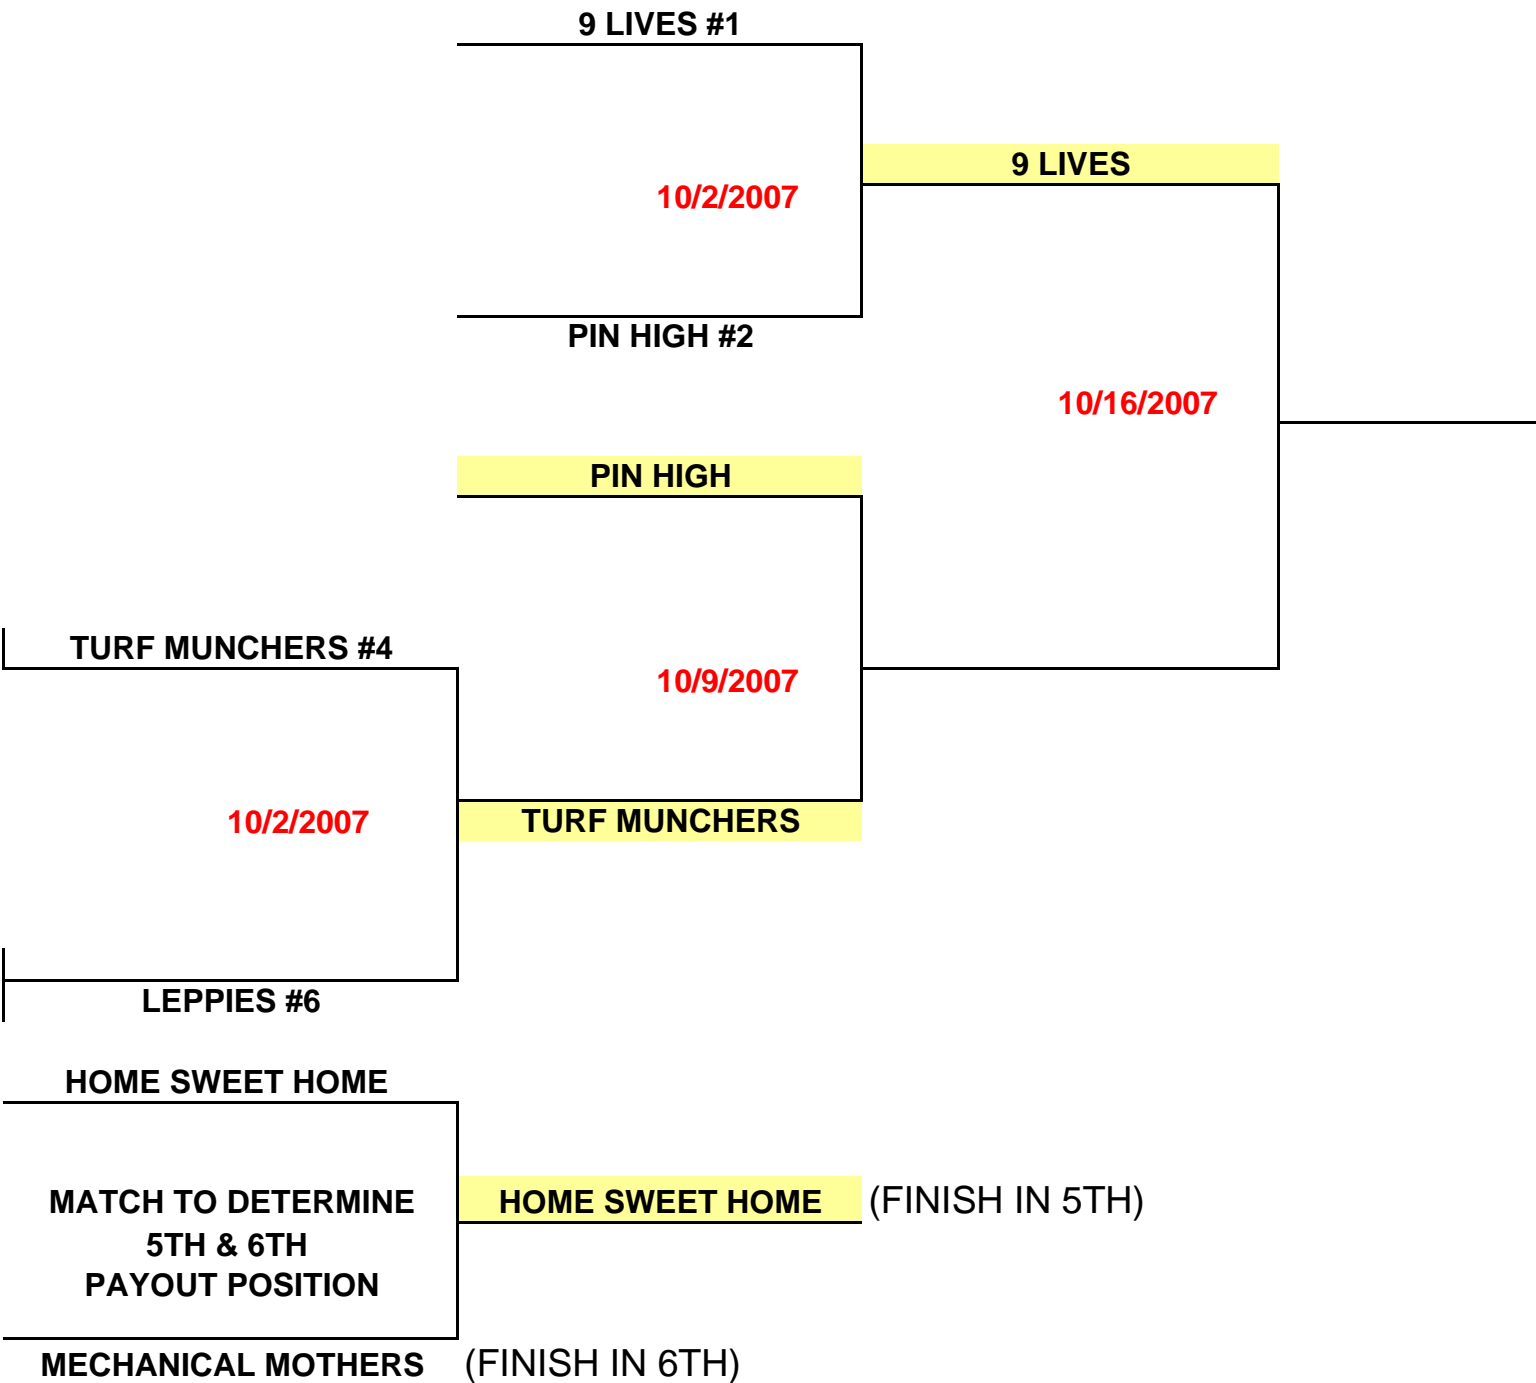 9 LIVES #1
9 LIVES
10/2/2007
PIN HIGH #2
10/16/2007
PIN HIGH
TURF MUNCHERS #4
10/9/2007
10/2/2007
TURF MUNCHERS
LEPPIES #6
HOME SWEET HOME
MATCH TO DETERMINE
5TH & 6TH
PAYOUT POSITION
HOME SWEET HOME
(FINISH IN 5TH)
MECHANICAL MOTHERS
(FINISH IN 6TH)